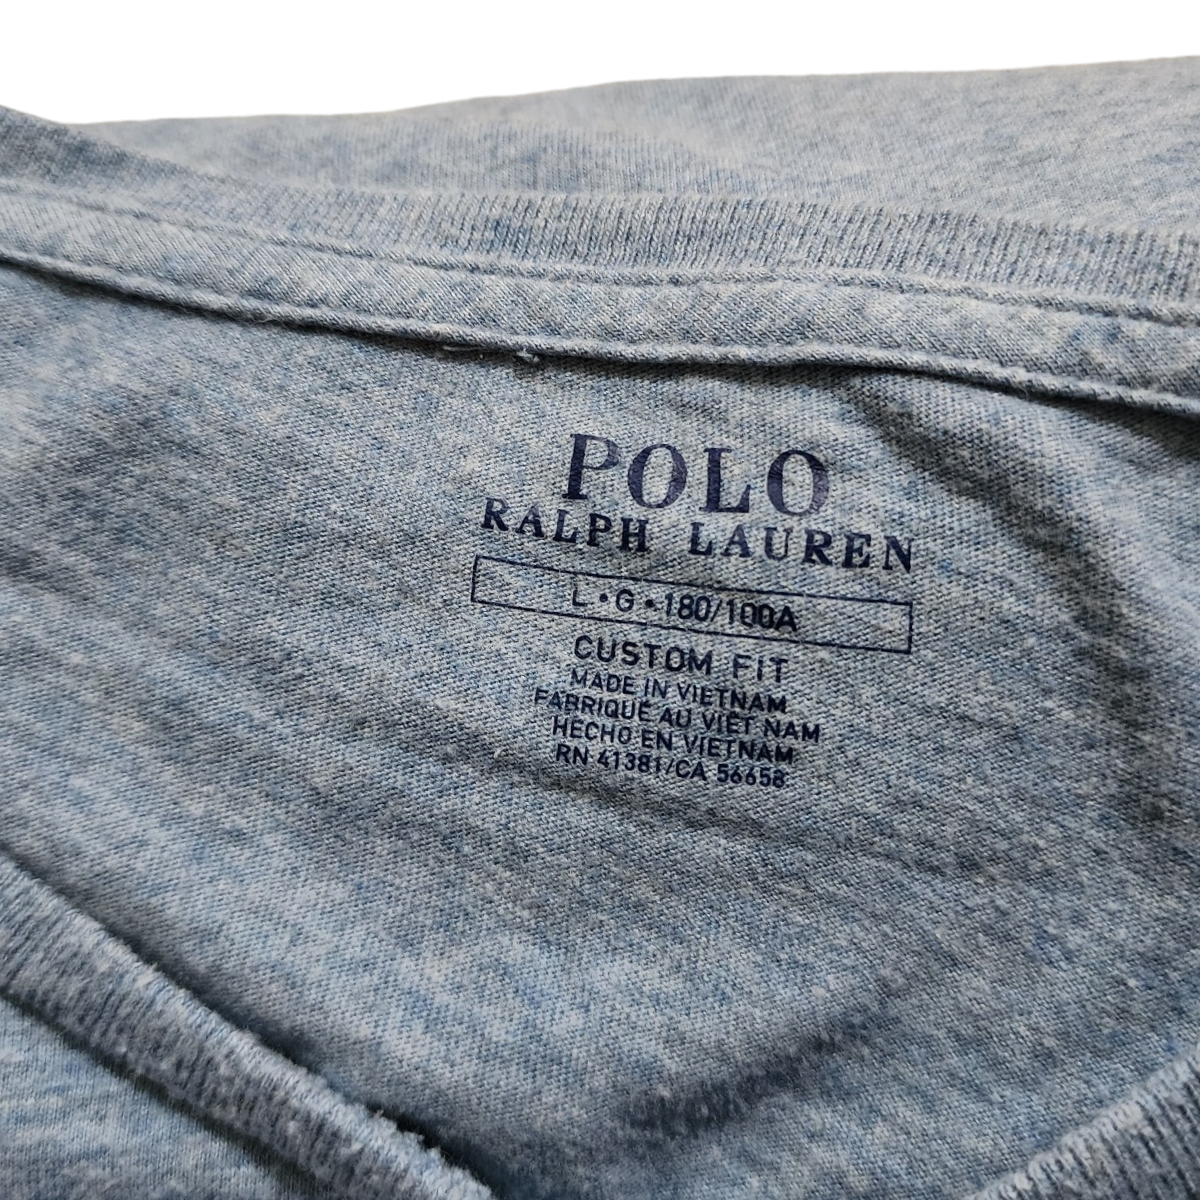 POLO
RALPH LAUREN
L • G • 180/100A
CUSTOM FIT
MADE IN VIETNAM
FABRIQUÉ AU VIET NAM
HECHO EN VIETNAM
RN 41381/CA 56658